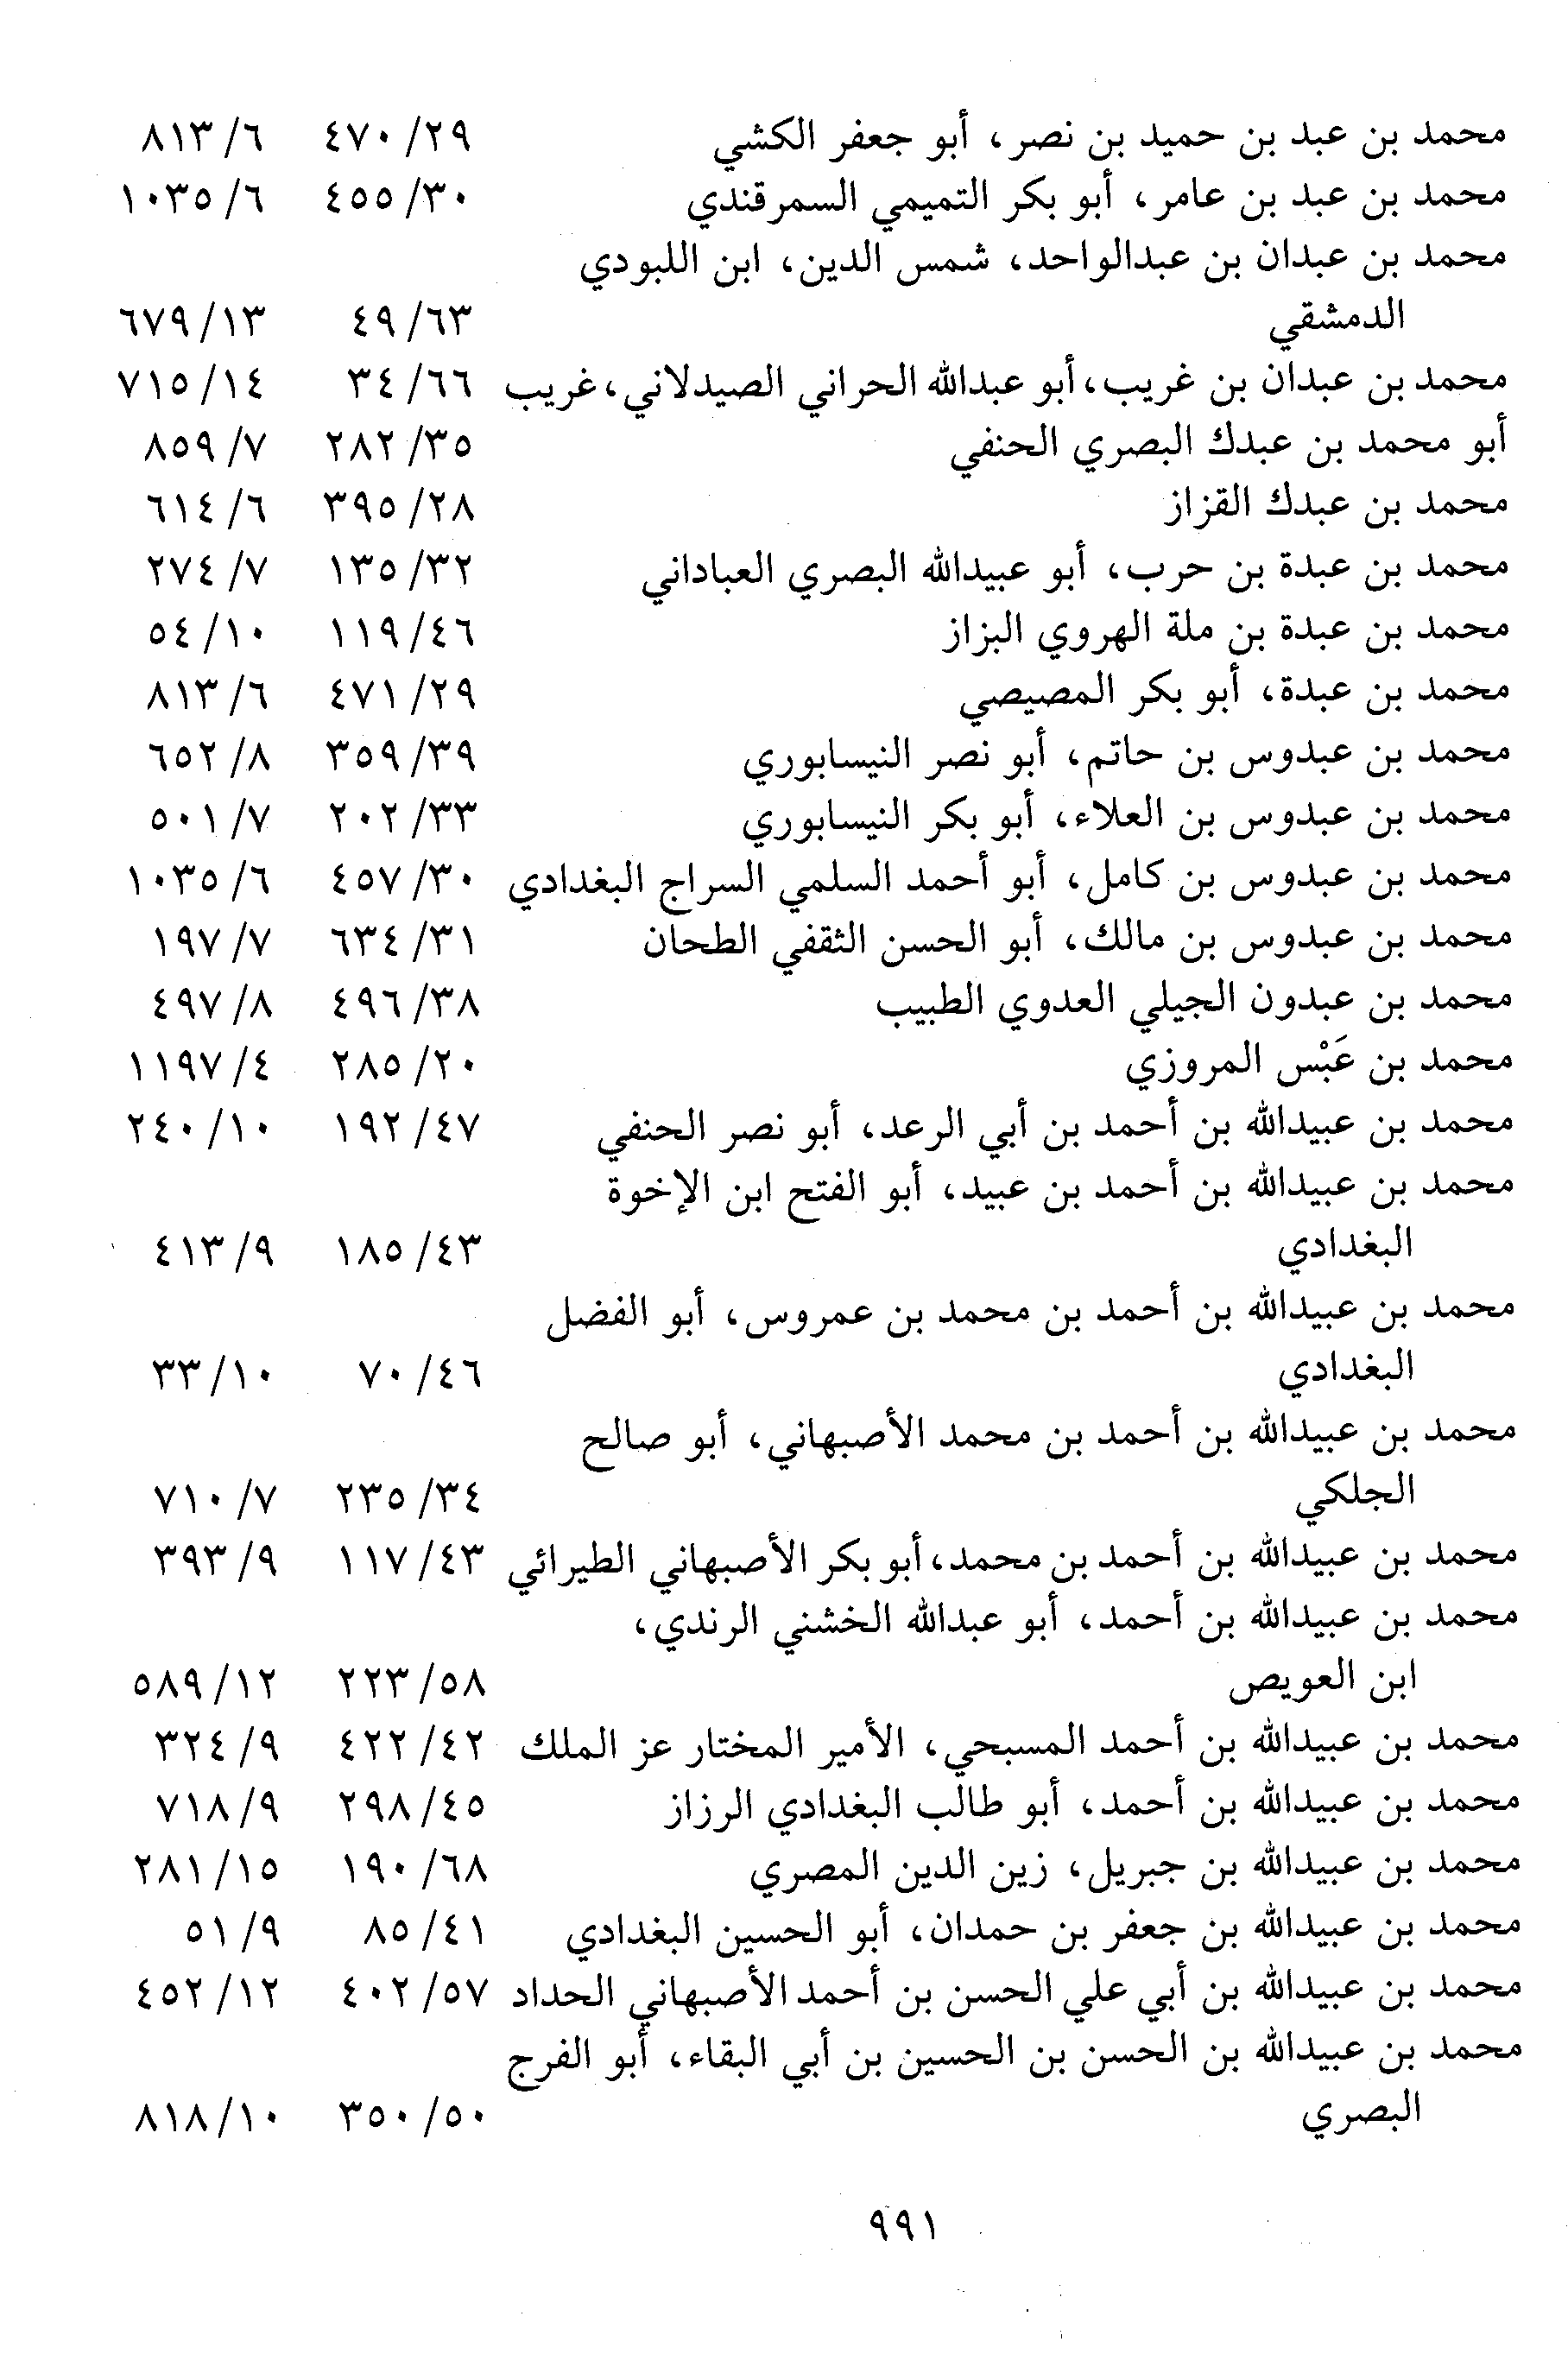 محمد بن عبد بن حميد بن نصر، أبو جعفر الكشي ٢٩/ ٤٧٠ ٦/ ٨١٣
محمد بن عبد بن عامر، أبو بكر التميمي السمرقندي ٣٠/ ٤٥٥ ٦/ ١٠٣٥
محمد بن عبدان بن عبدالواحد، شمس الدين، ابن اللبودي
الدمشقي ٦٣/ ٤٩ ١٣/ ٦٧٩
محمد بن عبدان بن غريب، أبو عبدالله الحراني الصيدلاني، غريب ٦٦/ ٣٤ ١٤/ ٧١٥
أبو محمد بن عبدك البصري الحنفي ٣٥/ ٢٨٢ ٧/ ٨٥٩
محمد بن عبدك القزاز ٢٨/ ٣٩٥ ٦/ ٦١٤
محمد بن عبدة بن حرب، أبو عبيدالله البصري العباداني ٣٢/ ١٣٥ ٧/ ٢٧٤
محمد بن عبدة بن ملة الهروي البزاز ٤٦/ ١١٩ ١٠/ ٥٤
محمد بن عبدة، أبو بكر المصيصي ٢٩/ ٤٧١ ٦/ ٨١٣
محمد بن عبدوس بن حاتم، أبو نصر النيسابوري ٣٩/ ٣٥٩ ٨/ ٦٥٢
محمد بن عبدوس بن العلاء، أبو بكر النيسابوري ٣٣/ ٢٠٢ ٧/ ٥٠١
محمد بن عبدوس بن كامل، أبو أحمد السلمي السراج البغدادي ٣٠/ ٤٥٧ ٦/ ١٠٣٥
محمد بن عبدوس بن مالك، أبو الحسن الثقفي الطحان ٣١/ ٦٣٤ ٧/ ١٩٧
محمد بن عبدون الجيلي العدوي الطبيب ٣٨/ ٤٩٦ ٨/ ٤٩٧
محمد بن عَبْس المروزي ٢٠/ ٢٨٥ ٤/ ١١٩٧
محمد بن عبيدالله بن أحمد بن أبي الرعد، أبو نصر الحنفي ٤٧/ ١٩٢ ١٠/ ٢٤٠
محمد بن عبيدالله بن أحمد بن عبيد، أبو الفتح ابن الإخوة
البغدادي ٤٣/ ١٨٥ ٩/ ٤١٣
محمد بن عبيدالله بن أحمد بن محمد بن عمروس، أبو الفضل
البغدادي ٤٦/ ٧٠ ١٠/ ٣٣
محمد بن عبيدالله بن أحمد بن محمد الأصبهاني، أبو صالح
الجلكي ٣٤/ ٢٣٥ ٧/ ٧١٠
محمد بن عبيدالله بن أحمد بن محمد، أبو بكر الأصبهاني الطيرائي ٤٣/ ١١٧ ٩/ ٣٩٣
محمد بن عبيدالله بن أحمد، أبو عبدالله الخشني الرندي،
ابن العويص ٥٨/ ٢٢٣ ١٢/ ٥٨٩
محمد بن عبيدالله بن أحمد المسبحي، الأمير المختار عز الملك ٤٢/ ٤٢٢ ٩/ ٣٢٤
محمد بن عبيدالله بن أحمد، أبو طالب البغدادي الرزاز ٤٥/ ٢٩٨ ٩/ ٧١٨
محمد بن عبيدالله بن جبريل، زين الدين المصري ٦٨/ ١٩٠ ١٥/ ٢٨١
محمد بن عبيدالله بن جعفر بن حمدان، أبو الحسين البغدادي ٤١/ ٨٥ ٩/ ٥١
محمد بن عبيدالله بن أبي علي الحسن بن أحمد الأصبهاني الحداد ٥٧/ ٤٠٢ ١٢/ ٤٥٢
محمد بن عبيدالله بن الحسن بن الحسين بن أبي البقاء، أبو الفرج
البصري ٥٠/ ٣٥٠ ١٠/ ٨١٨
٩٩١